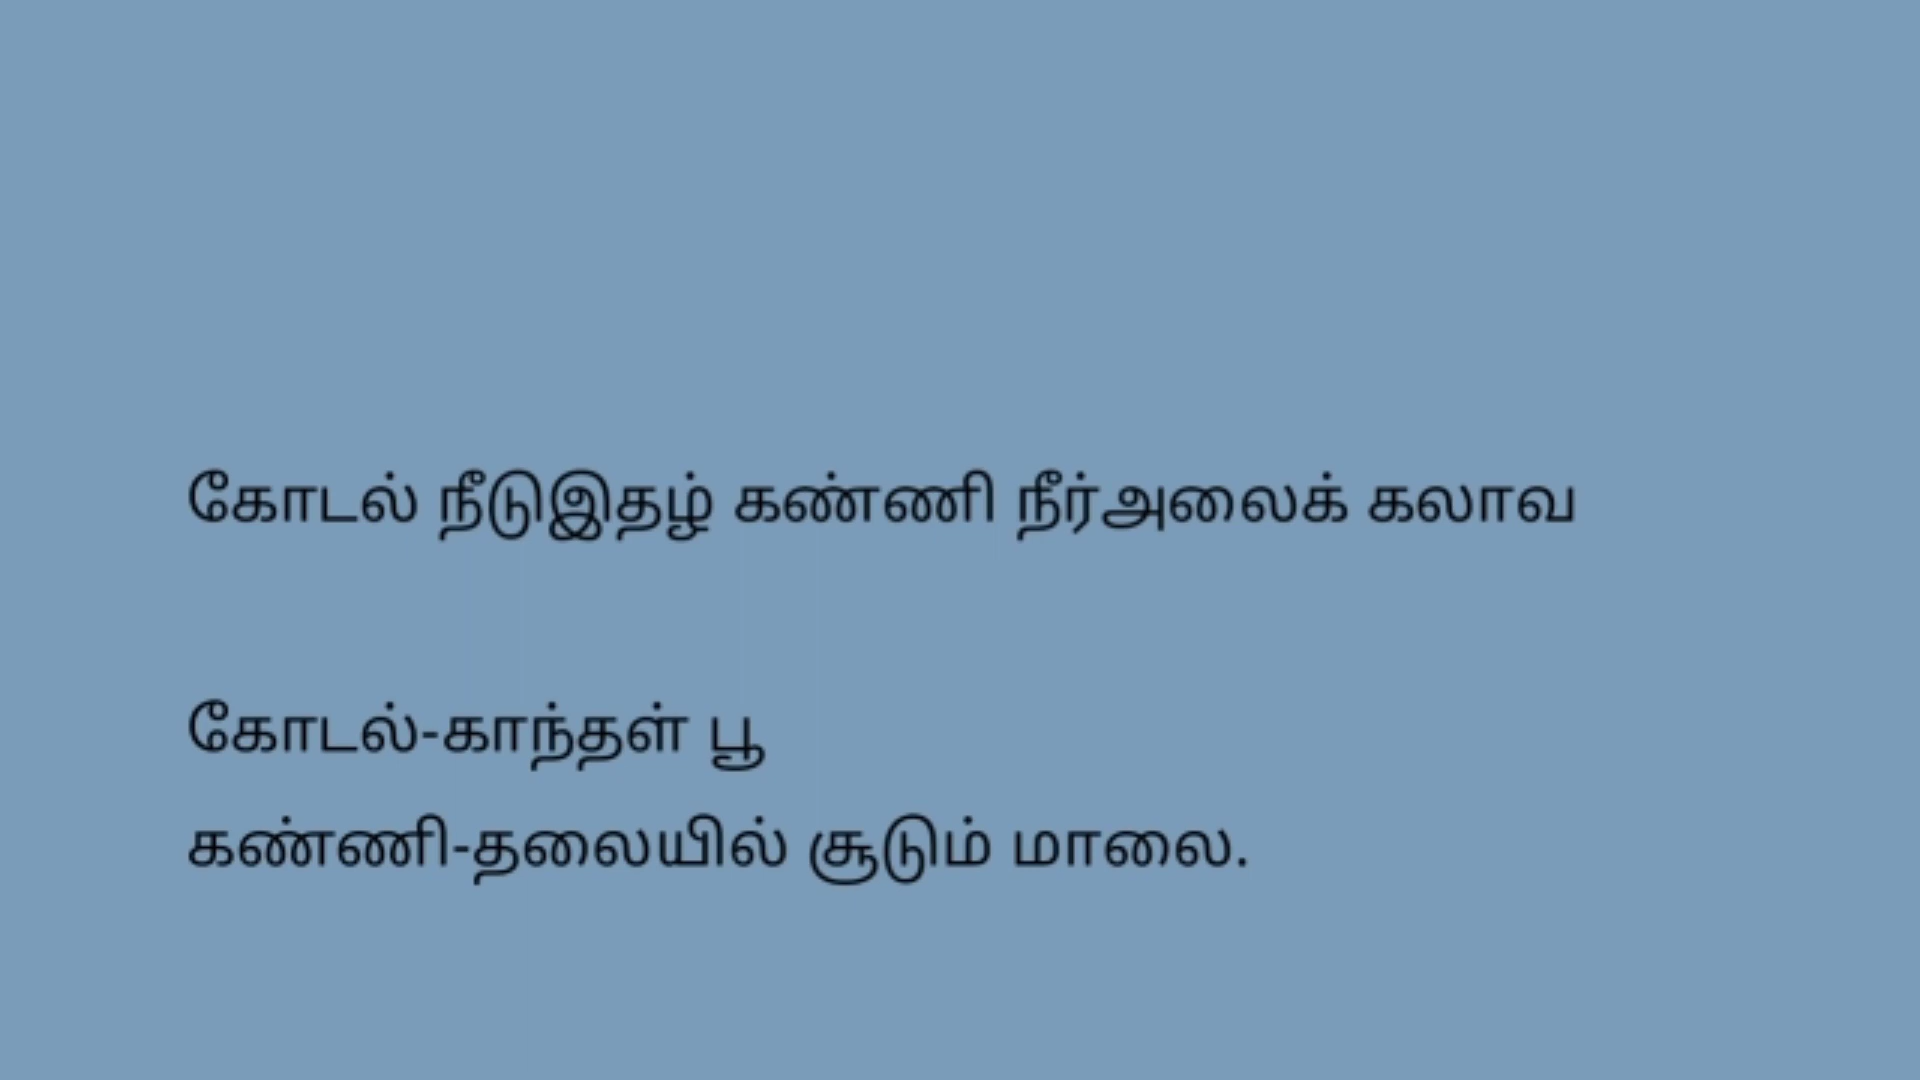 கோடல் நீடுஇதழ் கண்ணி நீர்அலைக் கலாவ
கோடல்-காந்தள் பூ
கண்ணி-தலையில் சூடும் மாலை.